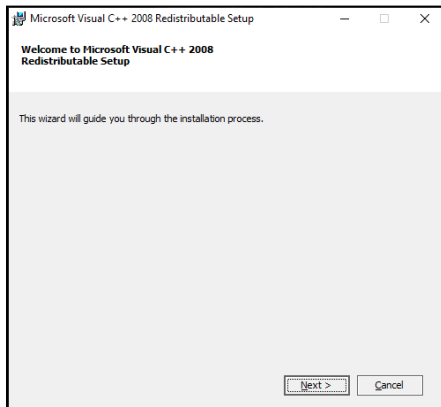 Microsoft Visual C++ 2008 Redistributable Setup
Welcome to Microsoft Visual C++ 2008
Redistributable Setup
This wizard will guide you through the installation process.
Next >
Cancel